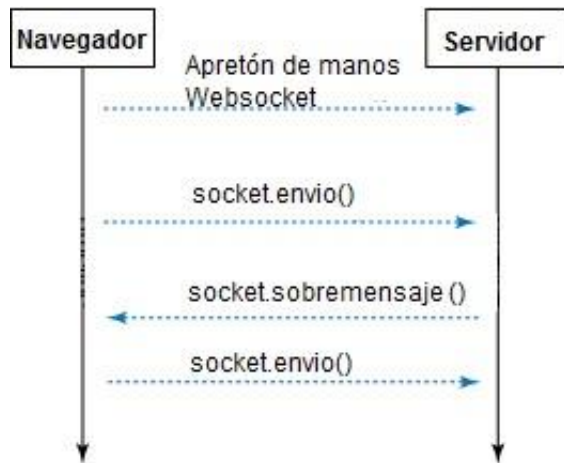 Navegador
Servidor
Apretón de manos
Websocket
socket.envio()
socket.sobremensaje ()
socket.envio()